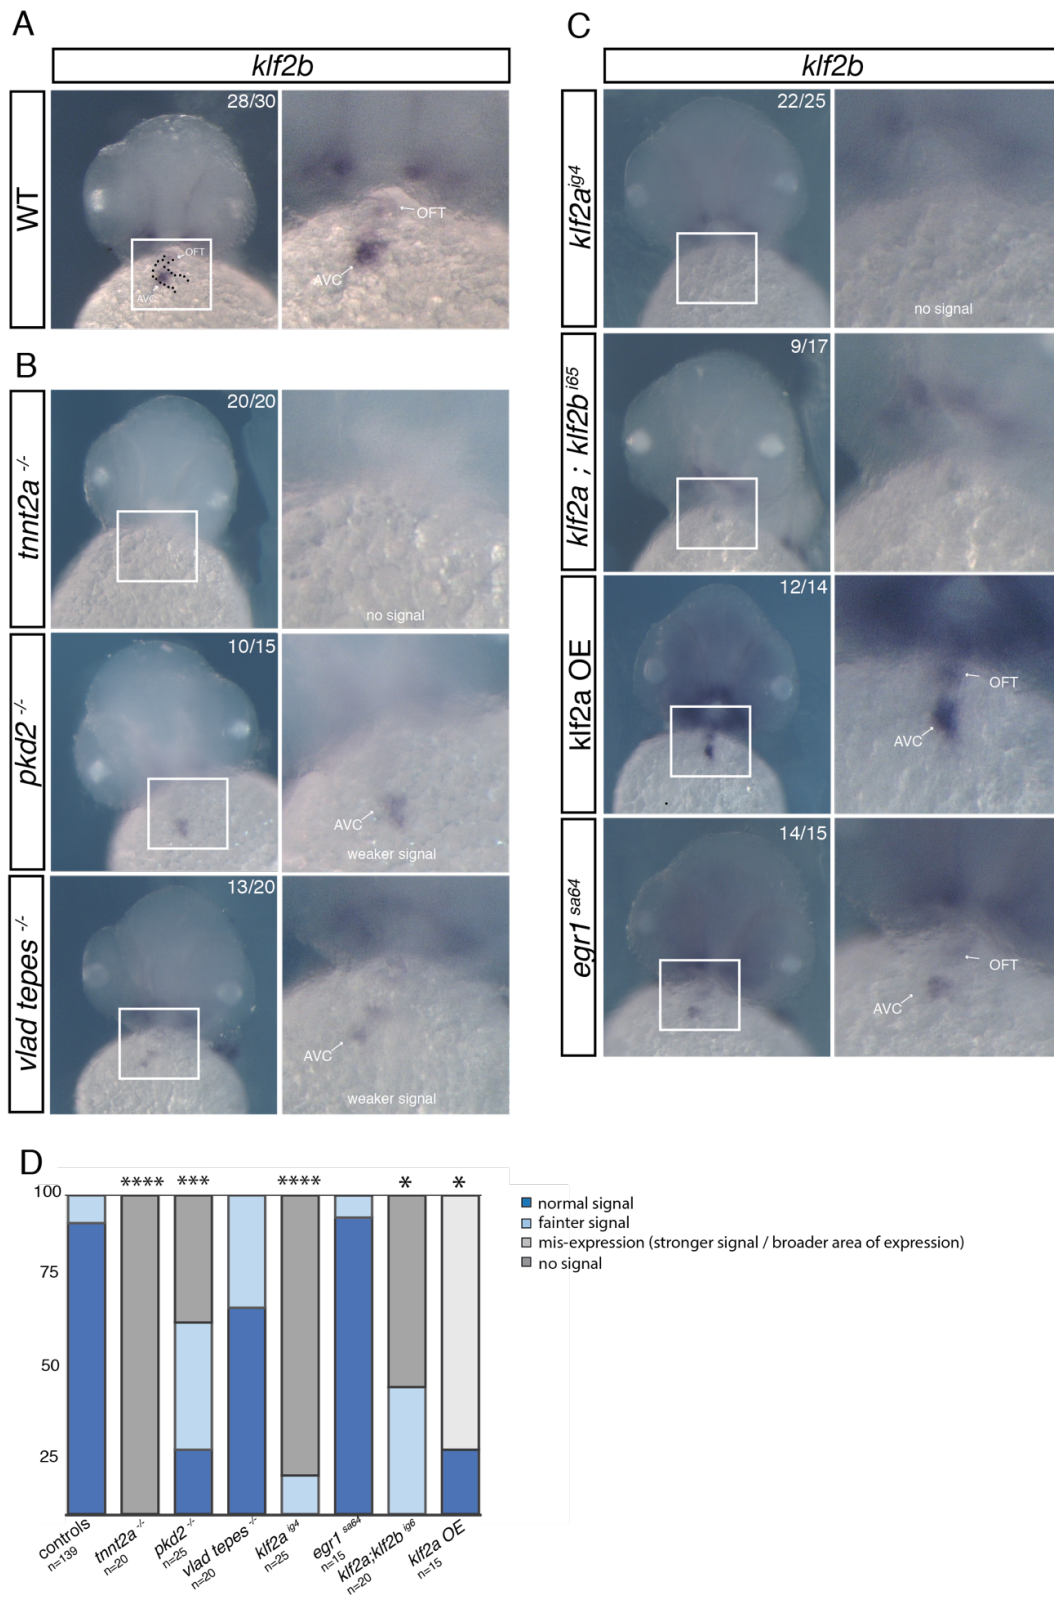 A
klf2b
WT
28/30
OFT
AVC
OFT
AVC
B
tnnt2a -/-
20/20
no signal
pkd2 -/-
10/15
AVC
weaker signal
vlad tepes -/-
13/20
AVC
weaker signal
C
klf2b
klf2a ig4
22/25
no signal
klf2a ; klf2b i65
9/17
klf2a OE
12/14
OFT
AVC
egr1 sa64
14/15
OFT
AVC
D
**** *** **** * *
100
75
50
25
normal signal
fainter signal
mis-expression (stronger signal / broader area of expression)
no signal
controls
n=139
tnnt2a -/-
n=20
pkd2 -/-
n=25
vlad tepes -/-
n=20
klf2a ig4
n=25
egr1 sa64
n=15
klf2a;klf2b ig6
n=20
klf2a OE
n=15